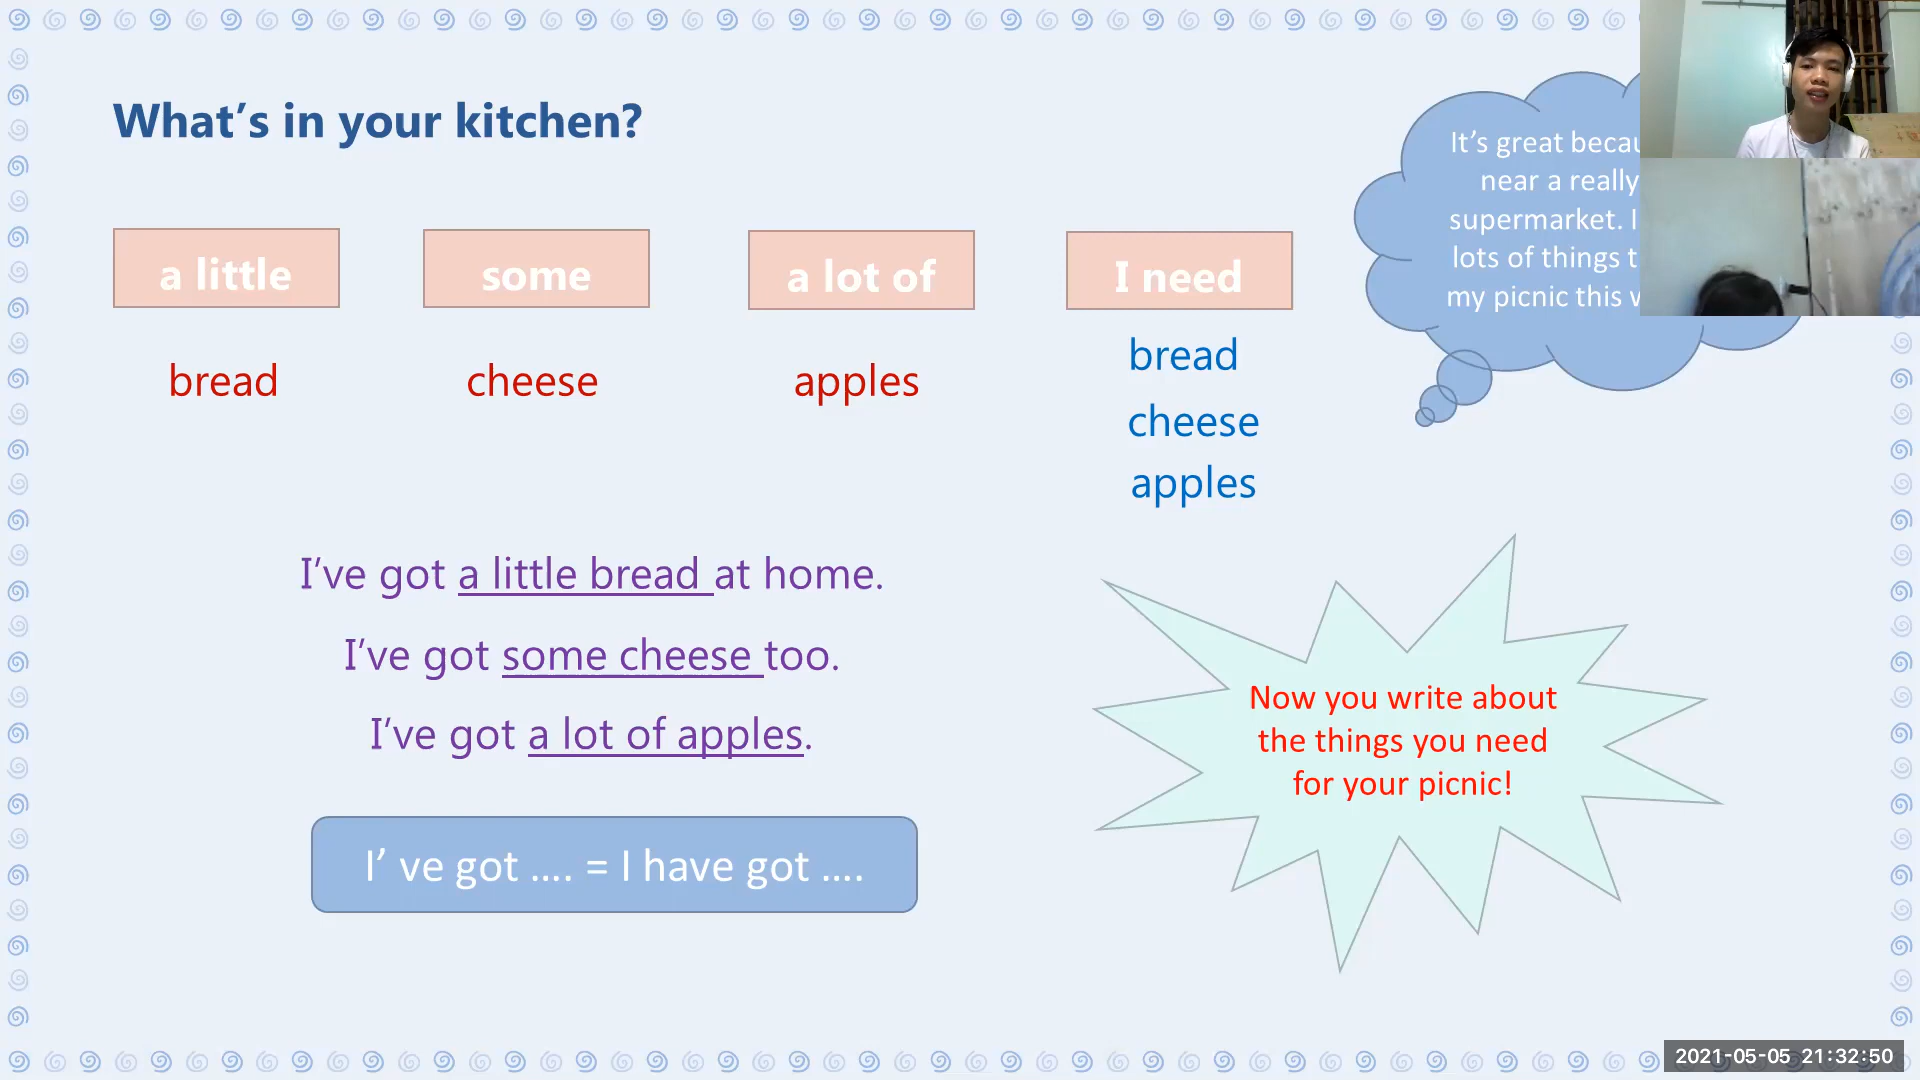 What's in your kitchen?
a little
some
a lot of
I need
bread
cheese
apples
bread
cheese
apples
It's great
near a really
supermarket. I
lots of things
my picnic this
I've got a little bread at home.
I've got some cheese too.
I've got a lot of apples.
I' ve got .... = I have got ....
Now you write about
the things you need
for your picnic!
2021-05-05 21:32:50